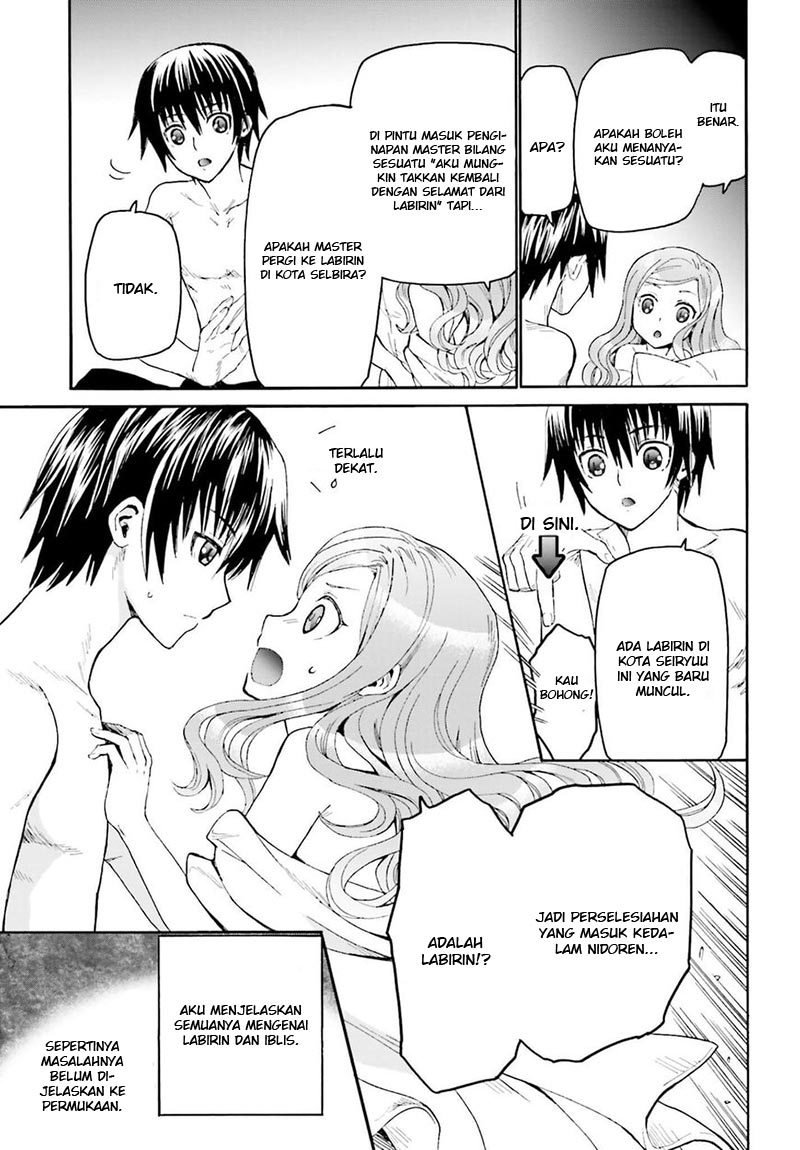 ITU
BENAR.
APAKAH BOLEH
AKU MENANYA-
KAN SESUATU?
APA?
DI PINTU MASUK PENGI-
NAPAN MASTER BILANG
SESUATU "AKU MUNG-
KIN TAKKAN KEMBALI
DENGAN SELAMAT DARI
LABIRIN" TAPI...
APAKAH MASTER
PERGI KE LABIRIN
DI KOTA SELBIRA?
TIDAK.
DI SINI.
ADA LABIRIN DI
KOTA SEIRYUU
INI YANG BARU
MUNCUL.
KAU
BOHONG!
TERLALU
DEKAT.
JADI PERSELESIAHAN
YANG MASUK KEDA-
LAM NIDOREN...
ADALAH
LABIRIN!?
AKU MENJELASKAN
SEMUANYA MENGENAI
LABIRIN DAN IBLIS.
SEPERTINYA
MASALAHNYA
BELUM DI-
JELASKAN KE
PERMUKAAN.